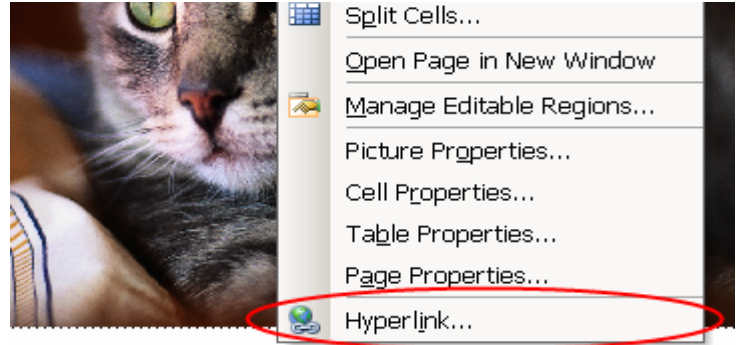 Split Cells...
Open Page in New Window
Manage Editable Regions...
Picture Properties...
Cell Properties...
Table Properties...
Page Properties...
Hyperlink...